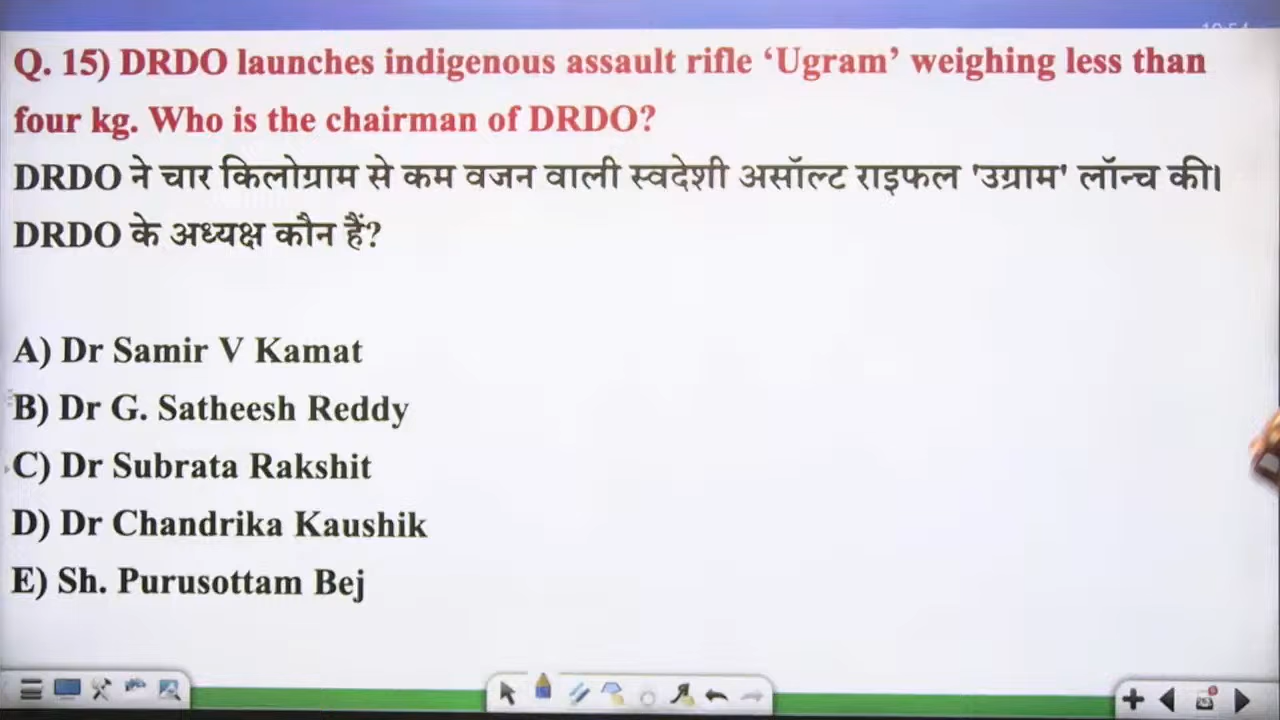 Q. 15) DRDO launches indigenous assault rifle ‘Ugram’ weighing less than
four kg. Who is the chairman of DRDO?
DRDO ने चार किलोग्राम से कम वजन वाली स्वदेशी असॉल्ट राइफल 'उग्राम' लॉन्च की।
DRDO के अध्यक्ष कौन हैं?
A) Dr Samir V Kamat
B) Dr G. Satheesh Reddy
C) Dr Subrata Rakshit
D) Dr Chandrika Kaushik
E) Sh. Purusottam Bej